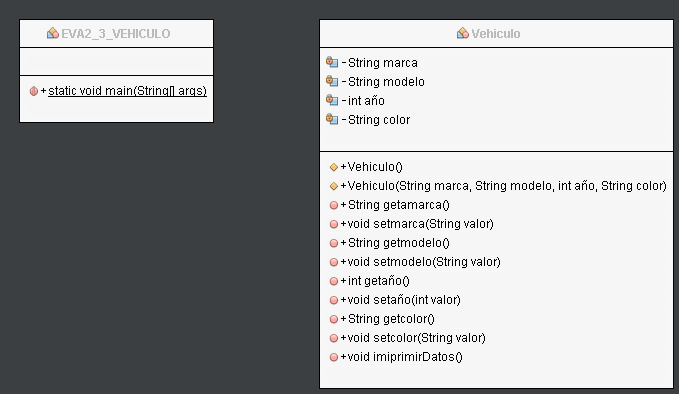 EVA2_3_VEHICULO
+static void main(String[] args)
Vehiculo
-String marca
-String modelo
-int año
-String color
+Vehiculo()
+Vehiculo(String marca, String modelo, int año, String color)
+String getamarca()
+void setmarca(String valor)
+String getmodelo()
+void setmodelo(String valor)
+int getaño()
+void setaño(int valor)
+String getcolor()
+void setcolor(String valor)
+void imiprimirDatos()